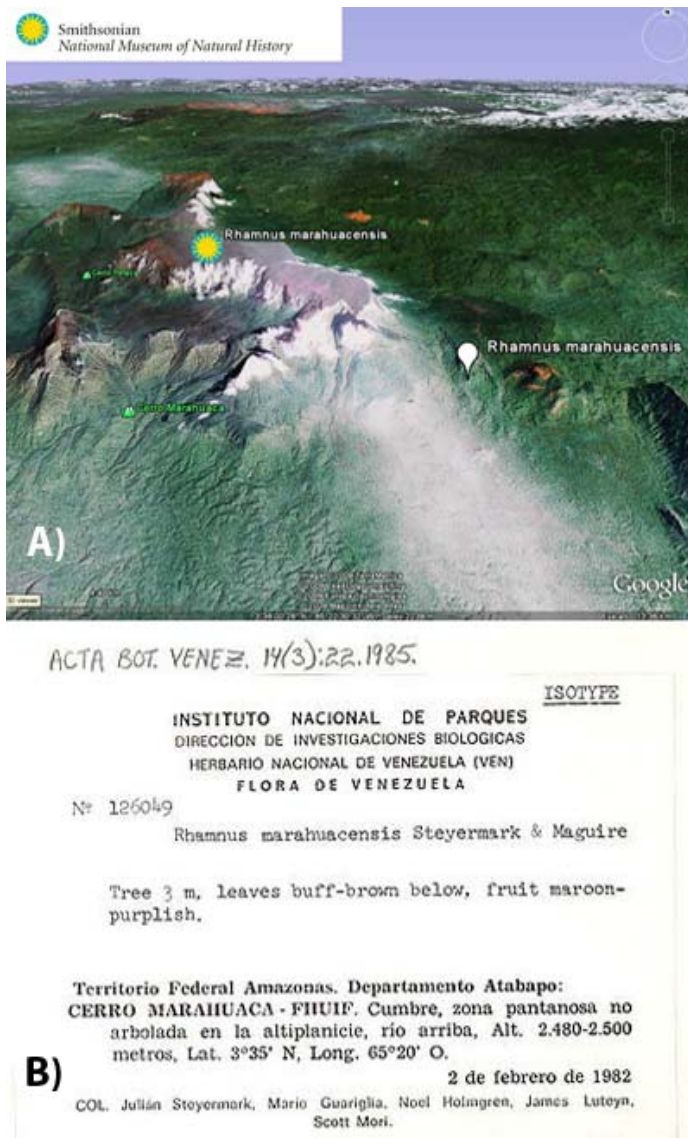 Smithsonian
National Museum of Natural History
Rhamnus marahuacensis
Rhamnus marahuacensis
Cerro Marahuaca
A)
Google
ACTA BOT. VENEZ. 14(3):22.1985.
ISOTYPE
INSTITUTO NACIONAL DE PARQUES
DIRECCION DE INVESTIGACIONES BIOLOGICAS
HERBARIO NACIONAL DE VENEZUELA (VEN)
FLORA DE VENEZUELA
Nº 126049
Rhamnus marahuacensis Steyermark & Maguire
Tree 3 m, leaves buff-brown below, fruit maroon-
purplish.
Territorio Federal Amazonas. Departamento Atabapo:
CERRO MARAHUACA - FHUIF. Cumbre, zona pantanosa no
arbolada en la altiplanicie, río arriba, Alt. 2.480-2.500
metros, Lat. 3º35' N, Long. 65º20' O.
B)
2 de febrero de 1982
COL. Julián Steyermark, Mario Guariglia, Noel Holmgren, James Luteyn,
Scott Mori.